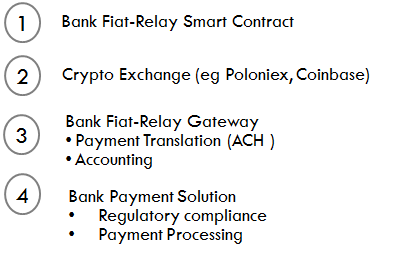 1 Bank Fiat-Relay Smart Contract
2 Crypto Exchange (eg Poloniex, Coinbase)
3 Bank Fiat-Relay Gateway
• Payment Translation (ACH )
• Accounting
4 Bank Payment Solution
• Regulatory compliance
• Payment Processing